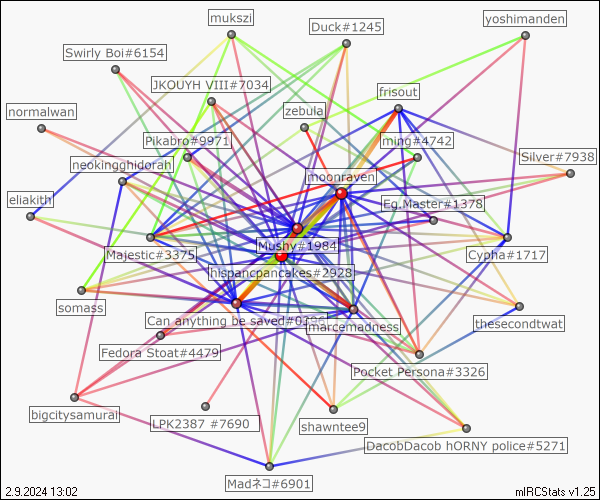 mukszi
yoshimanden
Duck#1245
Swirly Boi#6154
JKOUYH VIII#7034
frisout
normalwan
zebula
Pikabro#9971
ming#4742
Silver#7938
neokingghidorah
moonraven
eliakith
Eg.Master#1378
Mushy#1984
Majestic#3375
Cypha#1717
hispanopancakes#2928
somass
Can anything be saved#0396
marcemadness
thesecondtwat
Fedora Stoat#4479
Pocket Persona#3326
bigcitysamurai
LPK2387 #7690
shawntee9
DacobDacob hORNY police#5271
Madネコ#6901
2.9.2024 13:02
mIRCStats v1.25